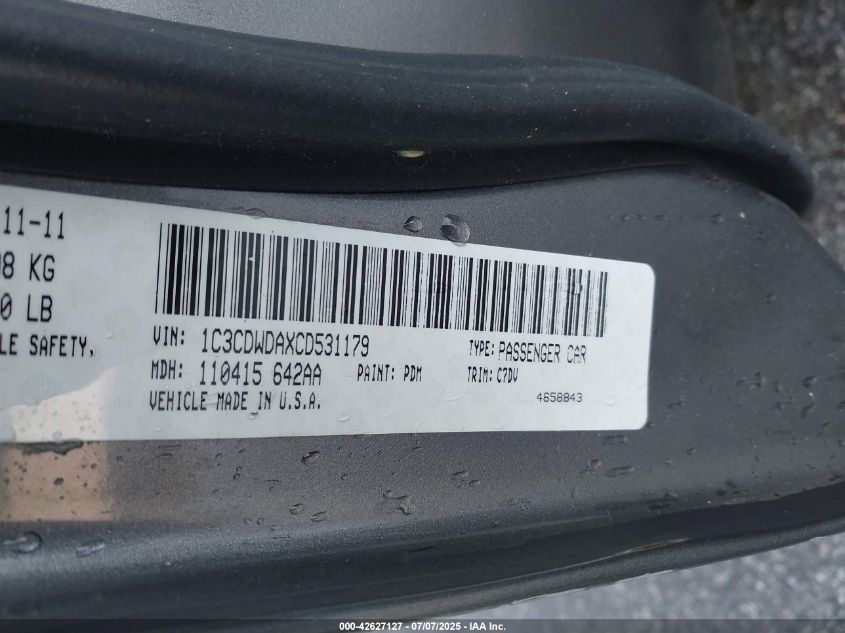 11-11
8 KG
0 LB
LE SAFETY,
VIN: 1C3CDWDAXCD531179 TYPE: PASSENGER CAR
MDH: 110415 642AA PAINT: PDM TRIM: C7DV
VEHICLE MADE IN U.S.A. 4658843
000-42627127 - 07/07/2025 - IAA Inc.